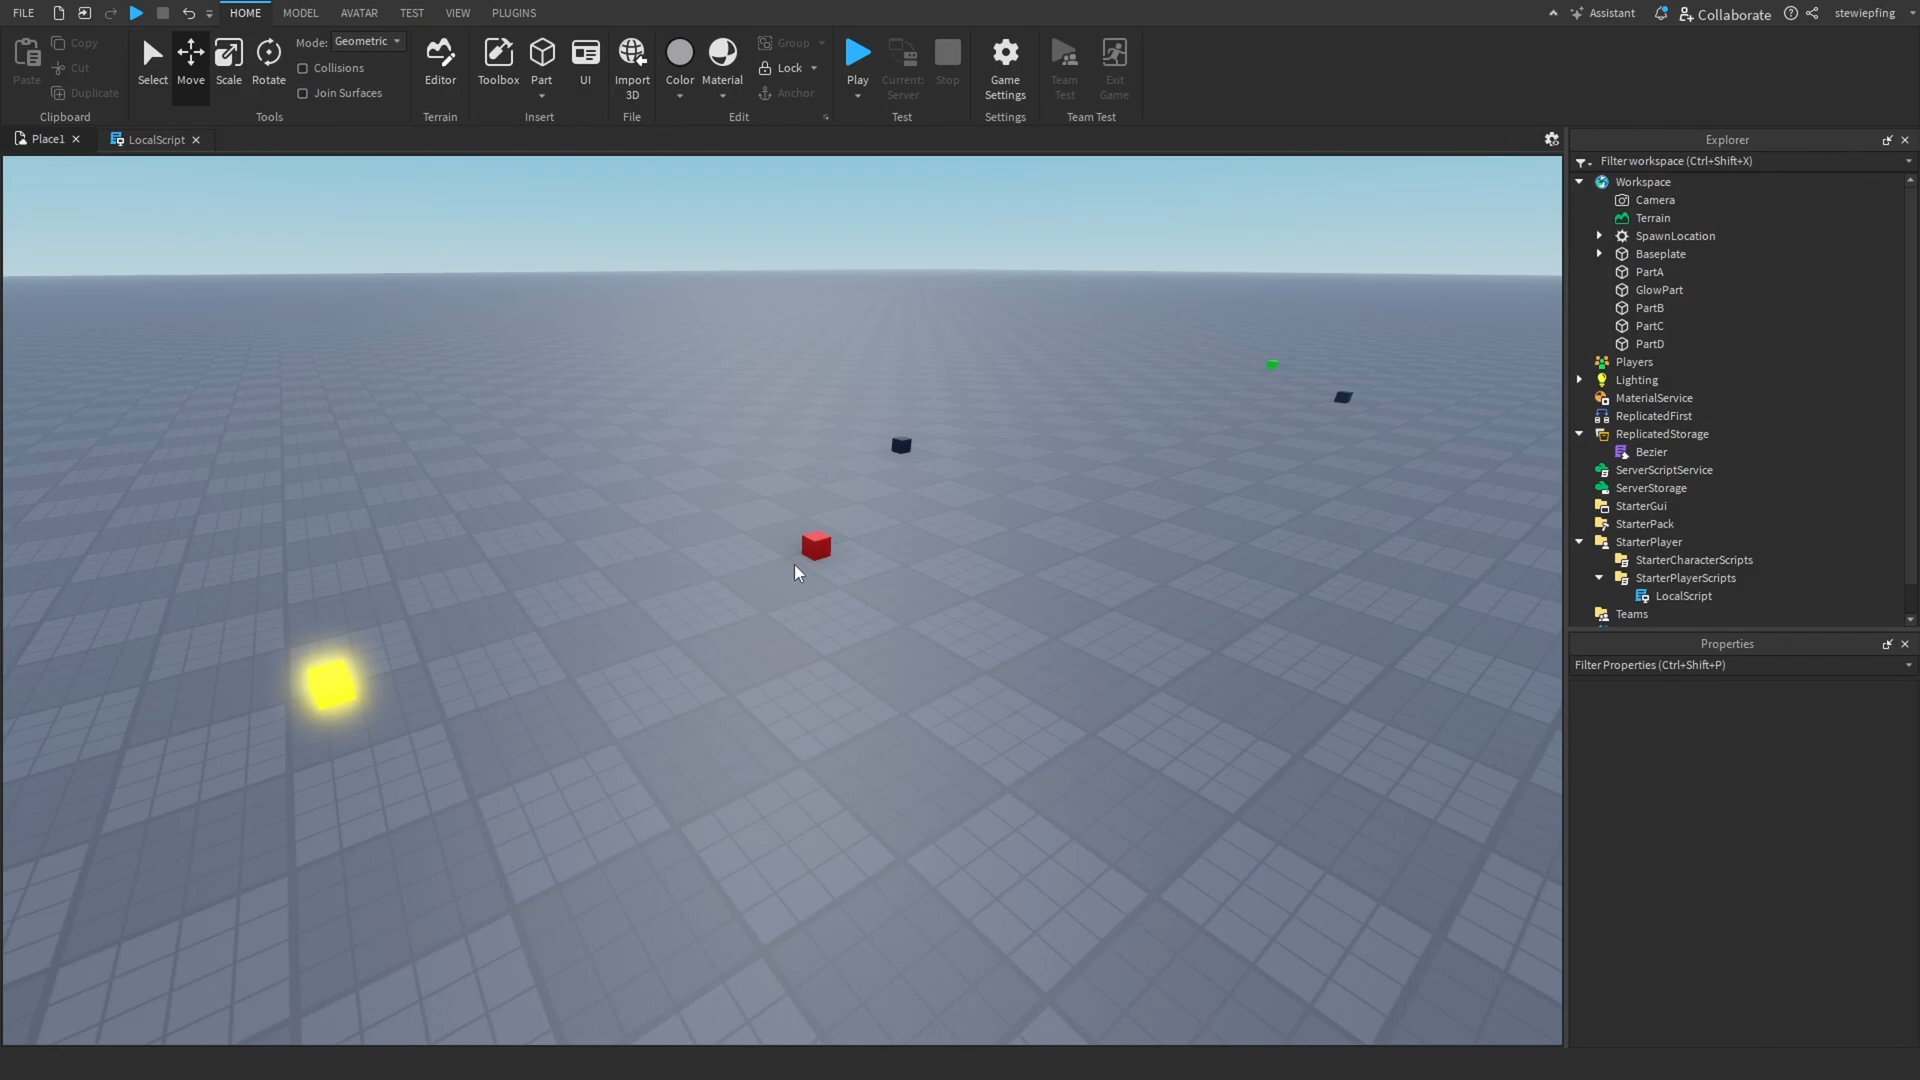 FILE HOME MODEL AVATAR TEST VIEW PLUGINS Assistant Collaborate stewiepfing
Paste Copy Cut Duplicate
Clipboard
Select Move Scale Rotate
Mode: Geometric
Collisions
Join Surfaces
Tools
Editor
Terrain
Toolbox Part UI
Insert
Import 3D
File
Color Material
Group
Lock
Anchor
Edit
Play Current: Server Stop
Test
Game Settings
Settings
Team Test Exit Game
Team Test
Place1 LocalScript
Explorer
Filter workspace (Ctrl+Shift+X)
Workspace
Camera
Terrain
SpawnLocation
Baseplate
PartA
GlowPart
PartB
PartC
PartD
Players
Lighting
MaterialService
ReplicatedFirst
ReplicatedStorage
Bezier
ServerScriptService
ServerStorage
StarterGui
StarterPack
StarterPlayer
StarterCharacterScripts
StarterPlayerScripts
LocalScript
Teams
Properties
Filter Properties (Ctrl+Shift+P)